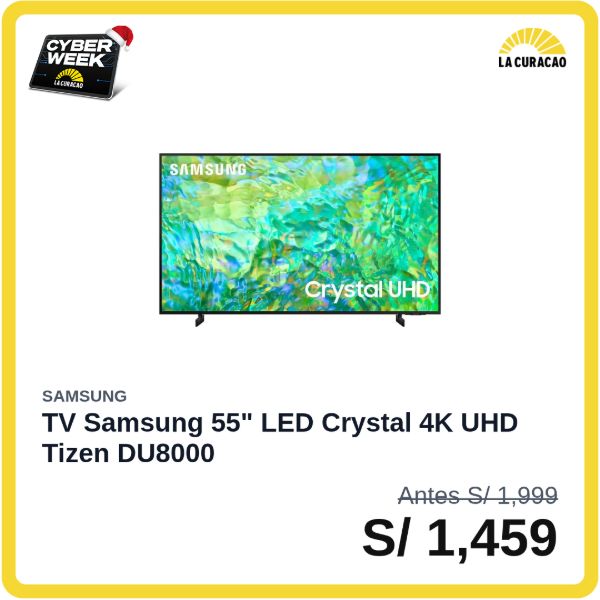 CYBER
WEEK
LA CURACAO
LA CURACAO
SAMSUNG
Crystal UHD
SAMSUNG
TV Samsung 55" LED Crystal 4K UHD
Tizen DU8000
Antes S/ 1,999
S/ 1,459